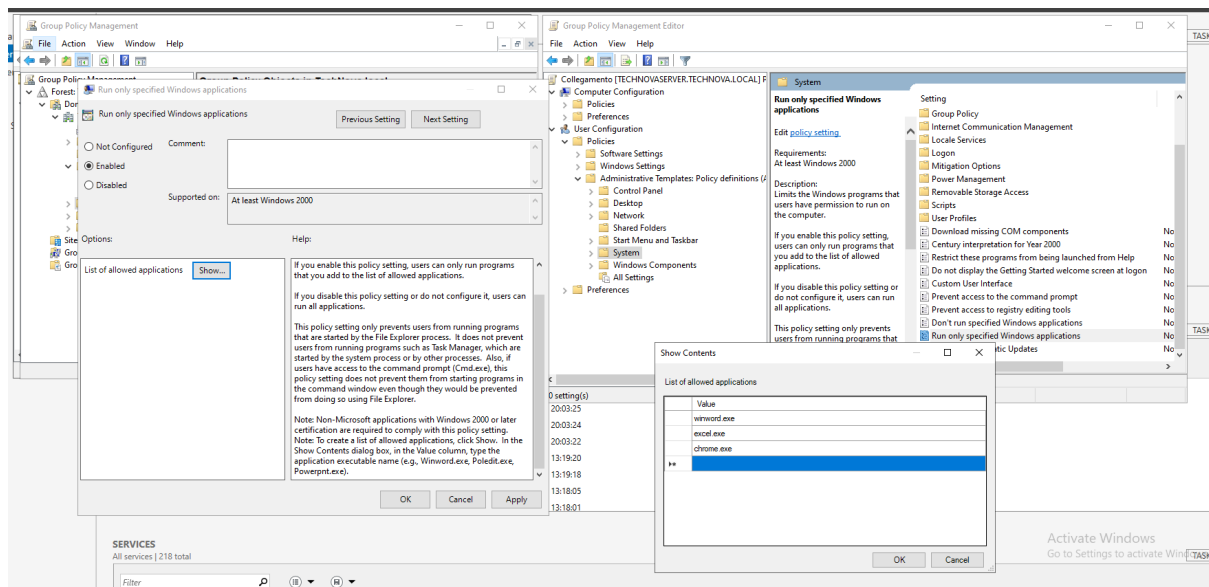 Group Policy Management
File Action View Window Help
Group Policy Management
Forest:
Run only specified Windows applications
Run only specified Windows applications
Previous Setting
Next Setting
Not Configured
Enabled
Disabled
Comment:
Supported on:
At least Windows 2000
Options:
Help:
List of allowed applications
Show...
If you enable this policy setting, users can only run programs
that you add to the list of allowed applications.
If you disable this policy setting or do not configure it, users can
run all applications.
This policy setting only prevents users from running programs
that are started by the File Explorer process. It does not prevent
users from running programs such as Task Manager, which are
started by the system process or by other processes. Also, if
users have access to the command prompt (Cmd.exe), this
policy setting does not prevent them from starting programs in
the command window even though they would be prevented
from doing so using File Explorer.
Note: Non-Microsoft applications with Windows 2000 or later
certification are required to comply with this policy setting.
Note: To create a list of allowed applications, click Show. In the
Show Contents dialog box, in the Value column, type the
application executable name (e.g., Winword.exe, Poledit.exe,
Powerpnt.exe).
OK
Cancel
Apply
Group Policy Management Editor
File Action View Help
Collegamento [TECHNOVASERVER.TECHNOVA.LOCAL] P
Computer Configuration
Policies
Preferences
User Configuration
Policies
Software Settings
Windows Settings
Administrative Templates: Policy definitions (A
Control Panel
Desktop
Network
Shared Folders
Start Menu and Taskbar
System
Windows Components
All Settings
Preferences
System
Run only specified Windows
applications
Edit policy setting
Requirements:
At least Windows 2000
Description:
Limits the Windows programs that
users have permission to run on
the computer.
If you enable this policy setting,
users can only run programs that
you add to the list of allowed
applications.
If you disable this policy setting or
do not configure it, users can run
all applications.
This policy setting only prevents
users from running programs that
Setting
Group Policy
Internet Communication Management
Locale Services
Logon
Mitigation Options
Power Management
Removable Storage Access
Scripts
User Profiles
Download missing COM components No
Century interpretation for Year 2000 No
Restrict these programs from being launched from Help No
Do not display the Getting Started welcome screen at logon No
Custom User Interface No
Prevent access to the command prompt No
Prevent access to registry editing tools No
Don't run specified Windows applications No
Run only specified Windows applications No
tic Updates No
0 setting(s)
20:03:25
20:03:24
20:03:22
13:19:20
13:19:18
13:18:05
13:18:01
Show Contents
List of allowed applications
Value
winword.exe
excel.exe
chrome.exe
OK
Cancel
SERVICES
All services | 218 total
Filter
Activate Windows
Go to Settings to activate Wind
TASK
TASK
TASK